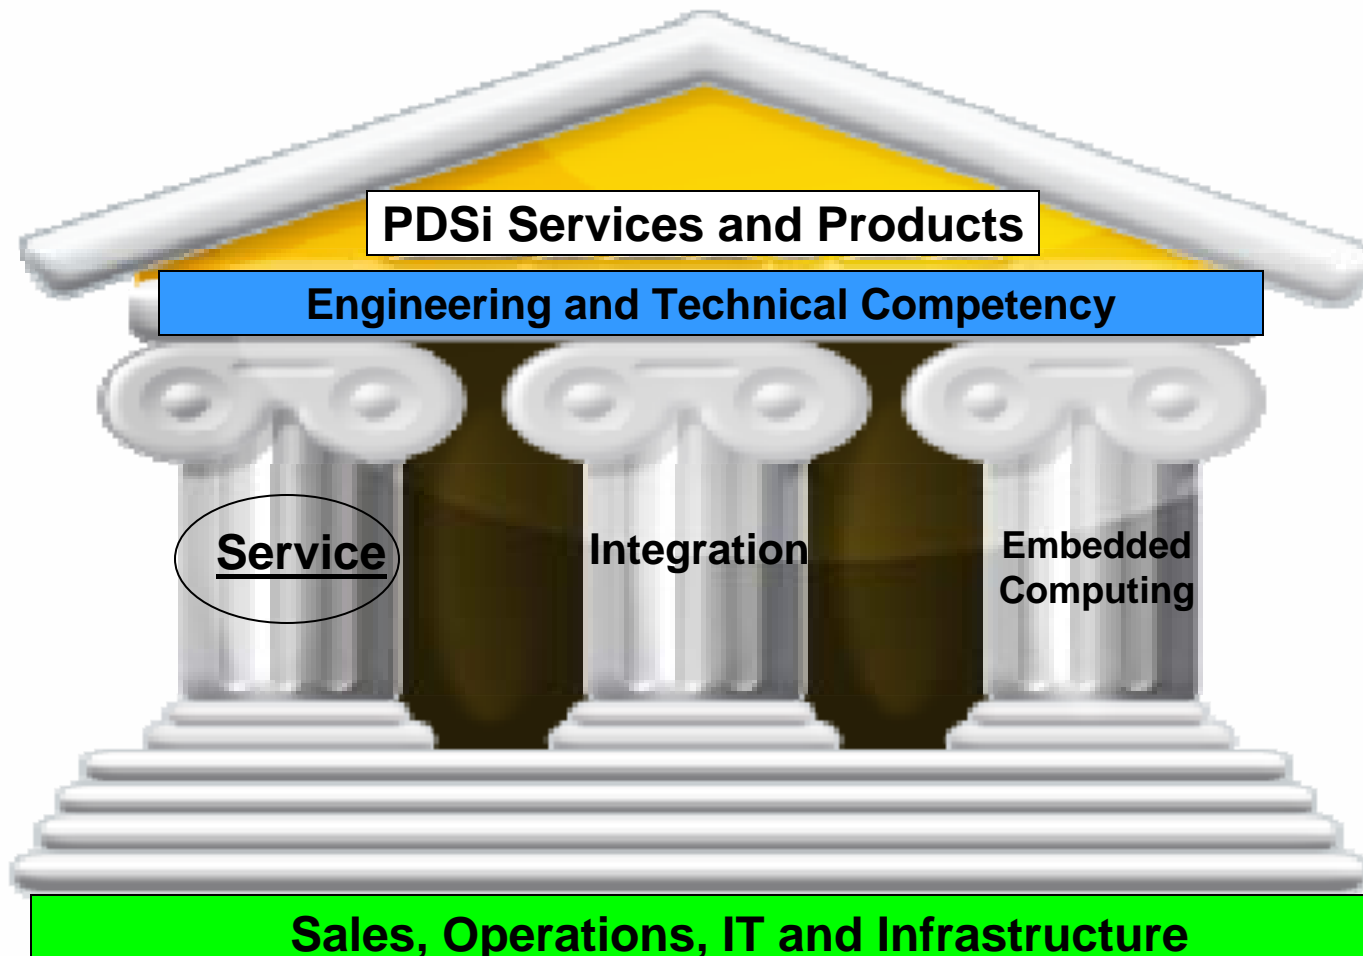 PDSi Services and Products
Engineering and Technical Competency
Service
Integration
Embedded
Computing
Sales, Operations, IT and Infrastructure